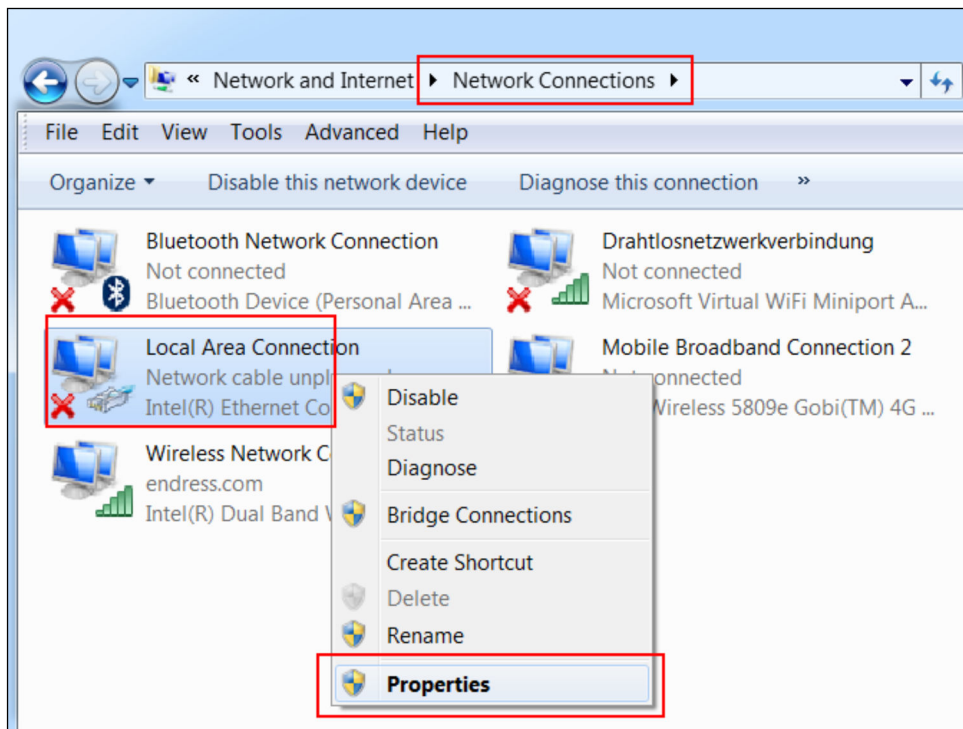 « Network and Internet Network Connections
File Edit View Tools Advanced Help
Organize Disable this network device Diagnose this connection »
Bluetooth Network Connection
Not connected
Bluetooth Device (Personal Area ...
Drahtlosnetzwerkverbindung
Not connected
Microsoft Virtual WiFi Miniport A...
Local Area Connection
Network cable
Intel(R) Ethernet
Mobile Broadband Connection 2
Wireless 5809e Gobi(TM) 4G ...
Wireless Network
endress.com
Intel(R) Dual Band
Disable
Status
Diagnose
Bridge Connections
Create Shortcut
Delete
Rename
Properties